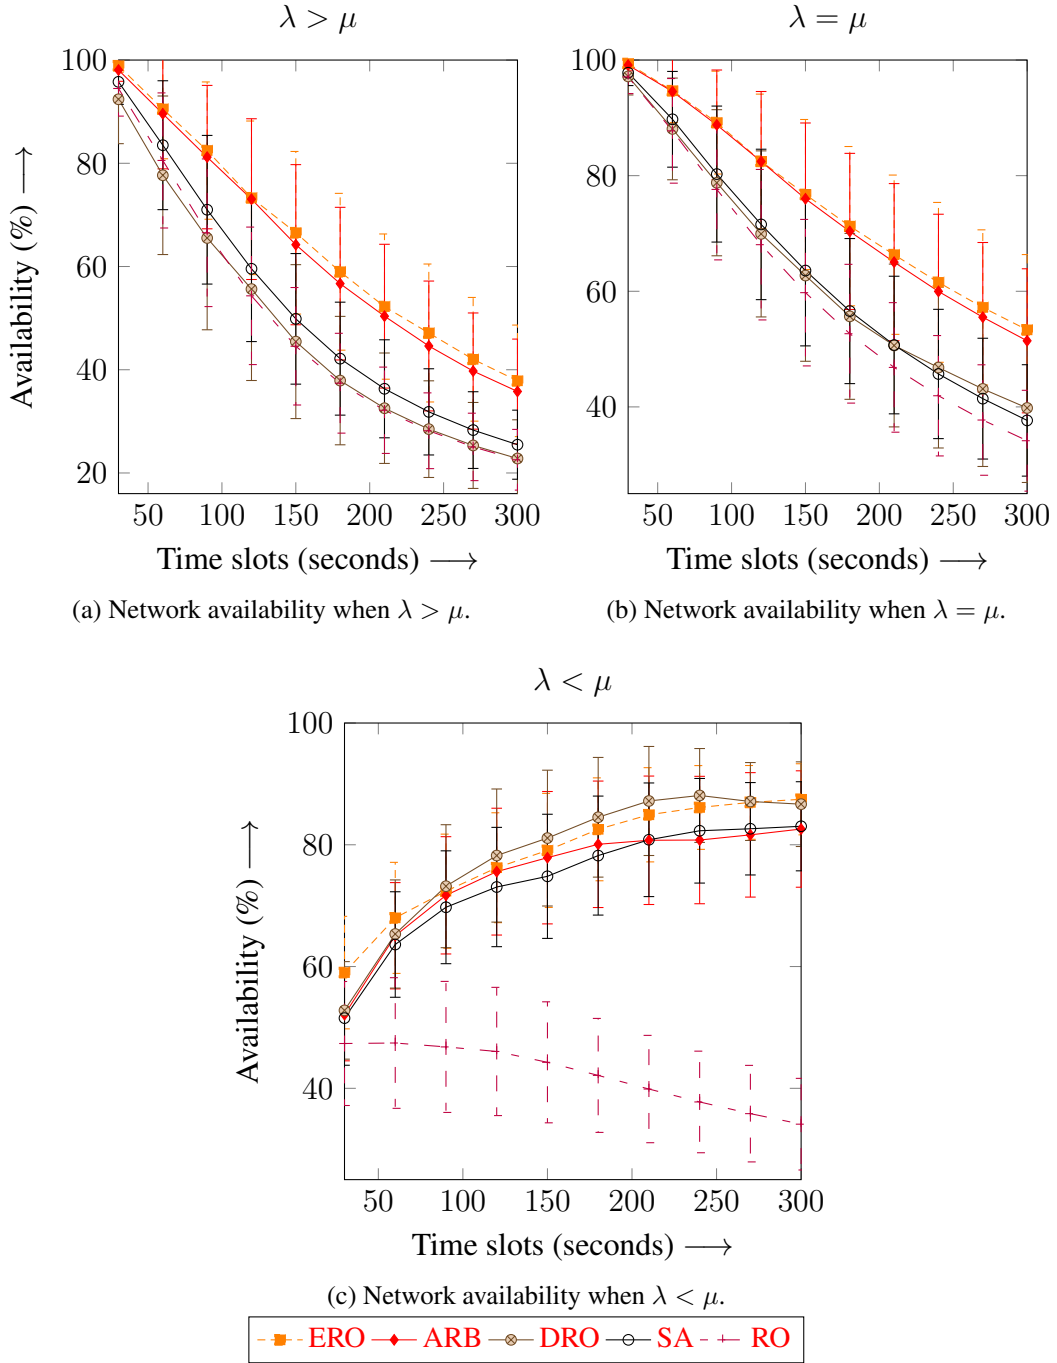 λ > μ
λ = μ
100
80
60
40
20
50 100 150 200 250 300
Availability (%) ⟶
Time slots (seconds) ⟶
100
80
60
40
50 100 150 200 250 300
Time slots (seconds) ⟶
(a) Network availability when λ > μ.
(b) Network availability when λ = μ.
λ < μ
100
80
60
40
50 100 150 200 250 300
Availability (%) ⟶
Time slots (seconds) ⟶
(c) Network availability when λ < μ.
ERO ARB DRO SA RO